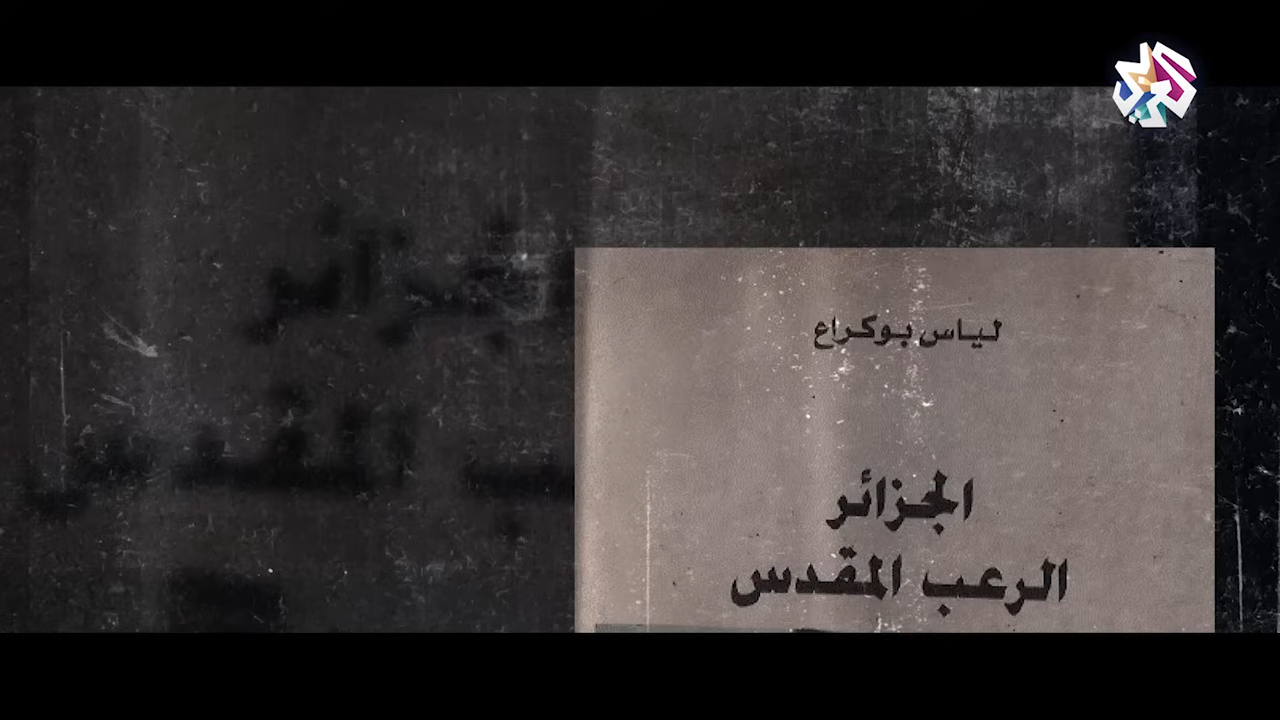 لياس بوكراع
الجزائر
الرعب المقدس